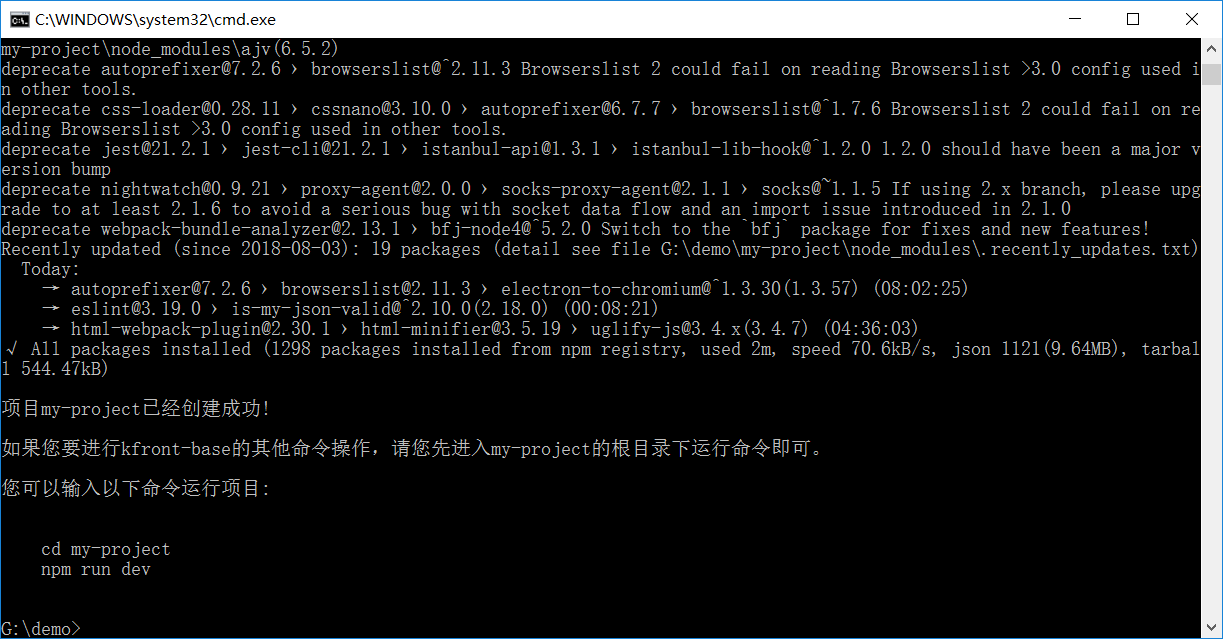 C:\WINDOWS\system32\cmd.exe
my-project\node_modules\ajv(6.5.2)
deprecate autoprefixer@7.2.6 › browserslist@^2.11.3 Browserslist 2 could fail on reading Browserslist >3.0 config used i
n other tools.
deprecate css-loader@0.28.11 › cssnano@3.10.0 › autoprefixer@6.7.7 › browserslist@^1.7.6 Browserslist 2 could fail on re
ading Browserslist >3.0 config used in other tools.
deprecate jest@21.2.1 › jest-cli@21.2.1 › istanbul-api@1.3.1 › istanbul-lib-hook@^1.2.0 1.2.0 should have been a major v
ersion bump
deprecate nightwatch@0.9.21 › proxy-agent@2.0.0 › socks-proxy-agent@2.1.1 › socks@~1.1.5 If using 2.x branch, please upg
rade to at least 2.1.6 to avoid a serious bug with socket data flow and an import issue introduced in 2.1.0
deprecate webpack-bundle-analyzer@2.13.1 › bfj-node4@^5.2.0 Switch to the `bfj` package for fixes and new features!
Recently updated (since 2018-08-03): 19 packages (detail see file G:\demo\my-project\node_modules\.recently_updates.txt)
  Today:
    → autoprefixer@7.2.6 › browserslist@2.11.3 › electron-to-chromium@^1.3.30(1.3.57) (08:02:25)
    → eslint@3.19.0 › is-my-json-valid@^2.10.0(2.18.0) (00:08:21)
    → html-webpack-plugin@2.30.1 › html-minifier@3.5.19 › uglify-js@3.4.x(3.4.7) (04:36:03)
√ All packages installed (1298 packages installed from npm registry, used 2m, speed 70.6kB/s, json 1121(9.64MB), tarbal
l 544.47kB)
项目my-project已经创建成功!
如果您要进行kfront-base的其他命令操作，请您先进入my-project的根目录下运行命令即可。
您可以输入以下命令运行项目:
    cd my-project
    npm run dev
G:\demo>